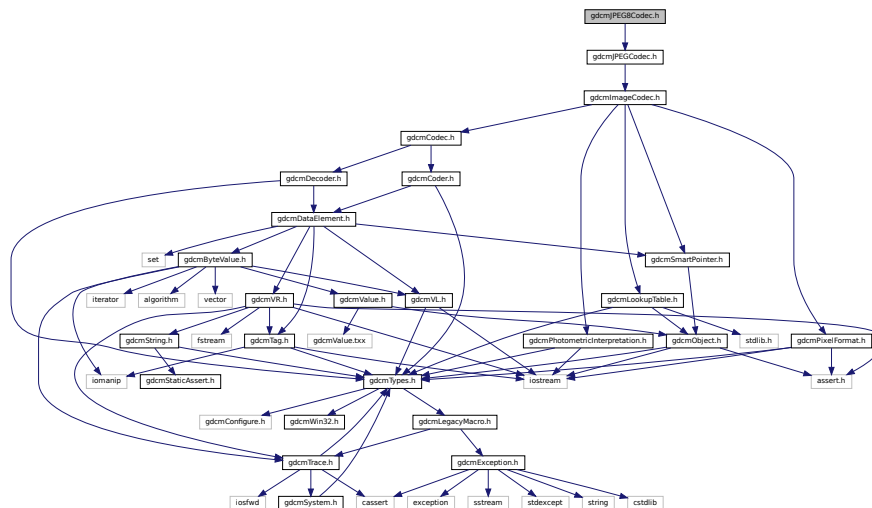 gdcmJPEG8Codec.h
gdcmJPEGCodec.h
gdcmImageCodec.h
gdcmCodec.h
gdcmDecoder.h
gdcmCoder.h
gdcmDataElement.h
set
gdcmByteValue.h
gdcmSmartPointer.h
iterator
algorithm
vector
gdcmVR.h
gdcmValue.h
gdcmVL.h
gdcmLookupTable.h
gdcmString.h
fstream
gdcmTag.h
gdcmValue.txx
gdcmPhotometricInterpretation.h
gdcmObject.h
stdlib.h
gdcmPixelFormat.h
iomanip
gdcmStaticAssert.h
gdcmTypes.h
iostream
assert.h
gdcmConfigure.h
gdcmWin32.h
gdcmLegacyMacro.h
gdcmTrace.h
gdcmException.h
iosfwd
gdcmSystem.h
cassert
exception
sstream
stdexcept
string
cstdlib